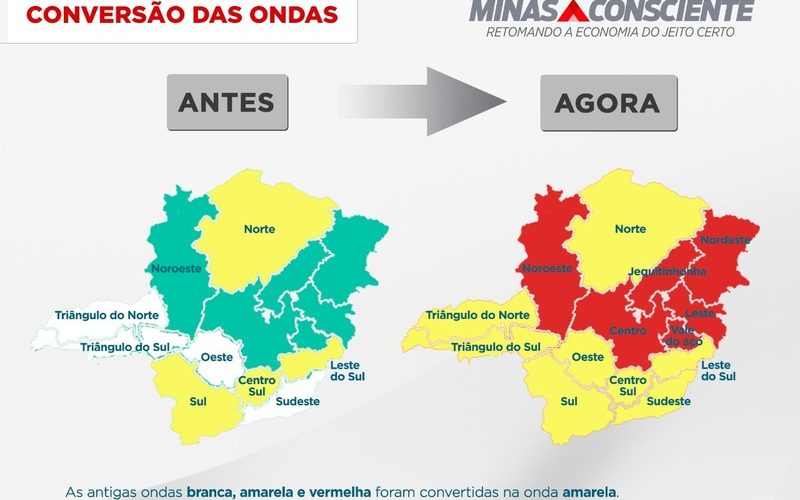 CONVERSÃO DAS ONDAS
MINAS CONSCIENTE
RETOMANDO A ECONOMIA DO JEITO CERTO
ANTES
AGORA
Norte
Noroeste
Triângulo do Norte
Triângulo do Sul
Oeste
Centro
Sul
Leste
do Sul
Sul
Sudeste
Norte
Nordeste
Noroeste
Jequitinhonha
Triângulo do Norte
Leste
Centro
Vale
do aço
Triângulo do Sul
Oeste
Leste
do Sul
Centro
Sul
Sul
Sudeste
As antigas ondas branca, amarela e vermelha foram convertidas na onda amarela.